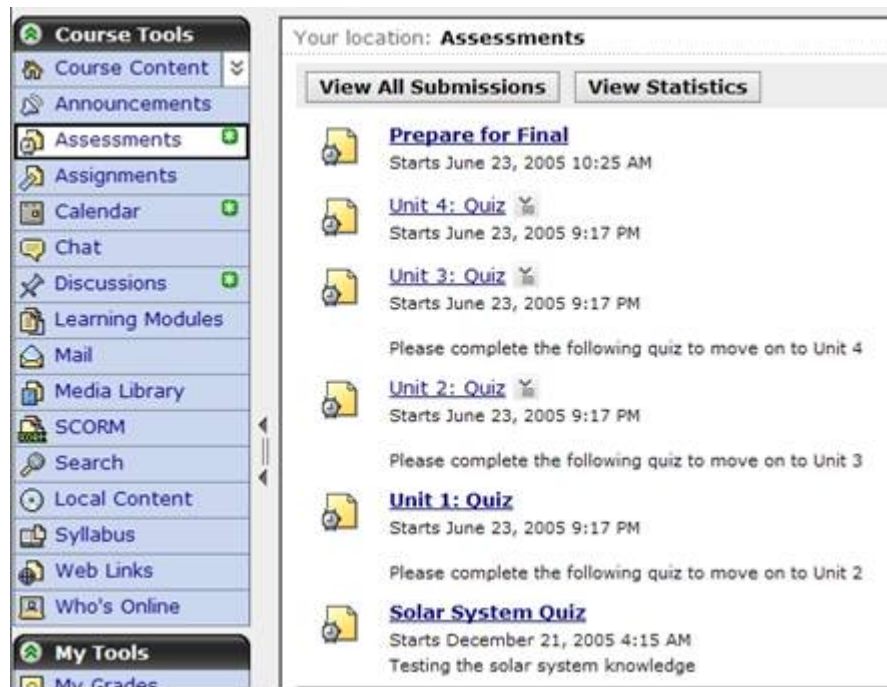 Course Tools
Course Content
Announcements
Assessments
Assignments
Calendar
Chat
Discussions
Learning Modules
Mail
Media Library
SCORM
Search
Local Content
Syllabus
Web Links
Who's Online
My Tools
My Grades
Your location: Assessments
View All Submissions View Statistics
Prepare for Final
Starts June 23, 2005 10:25 AM
Unit 4: Quiz
Starts June 23, 2005 9:17 PM
Unit 3: Quiz
Starts June 23, 2005 9:17 PM
Please complete the following quiz to move on to Unit 4
Unit 2: Quiz
Starts June 23, 2005 9:17 PM
Please complete the following quiz to move on to Unit 3
Unit 1: Quiz
Starts June 23, 2005 9:17 PM
Please complete the following quiz to move on to Unit 2
Solar System Quiz
Starts December 21, 2005 4:15 AM
Testing the solar system knowledge